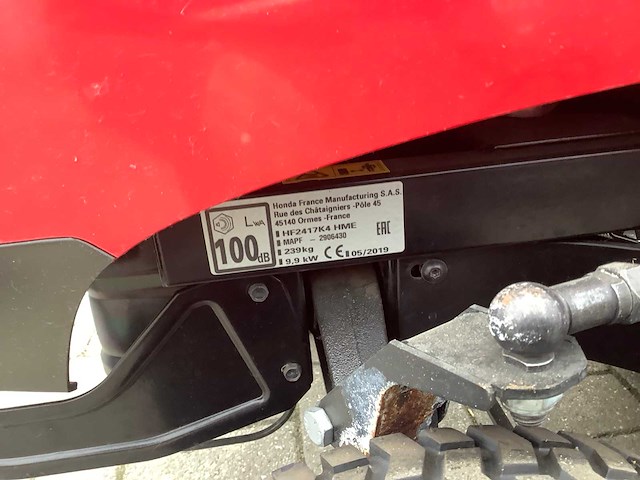 LWA
100dB
Honda France Manufacturing S.A.S.
Rue des Châtaigniers -Pôle 45
45140 Ormes -France
HF2417K4 HME
MAPF - 2906430
EAC
239kg
9.9 kW CE 05/2019